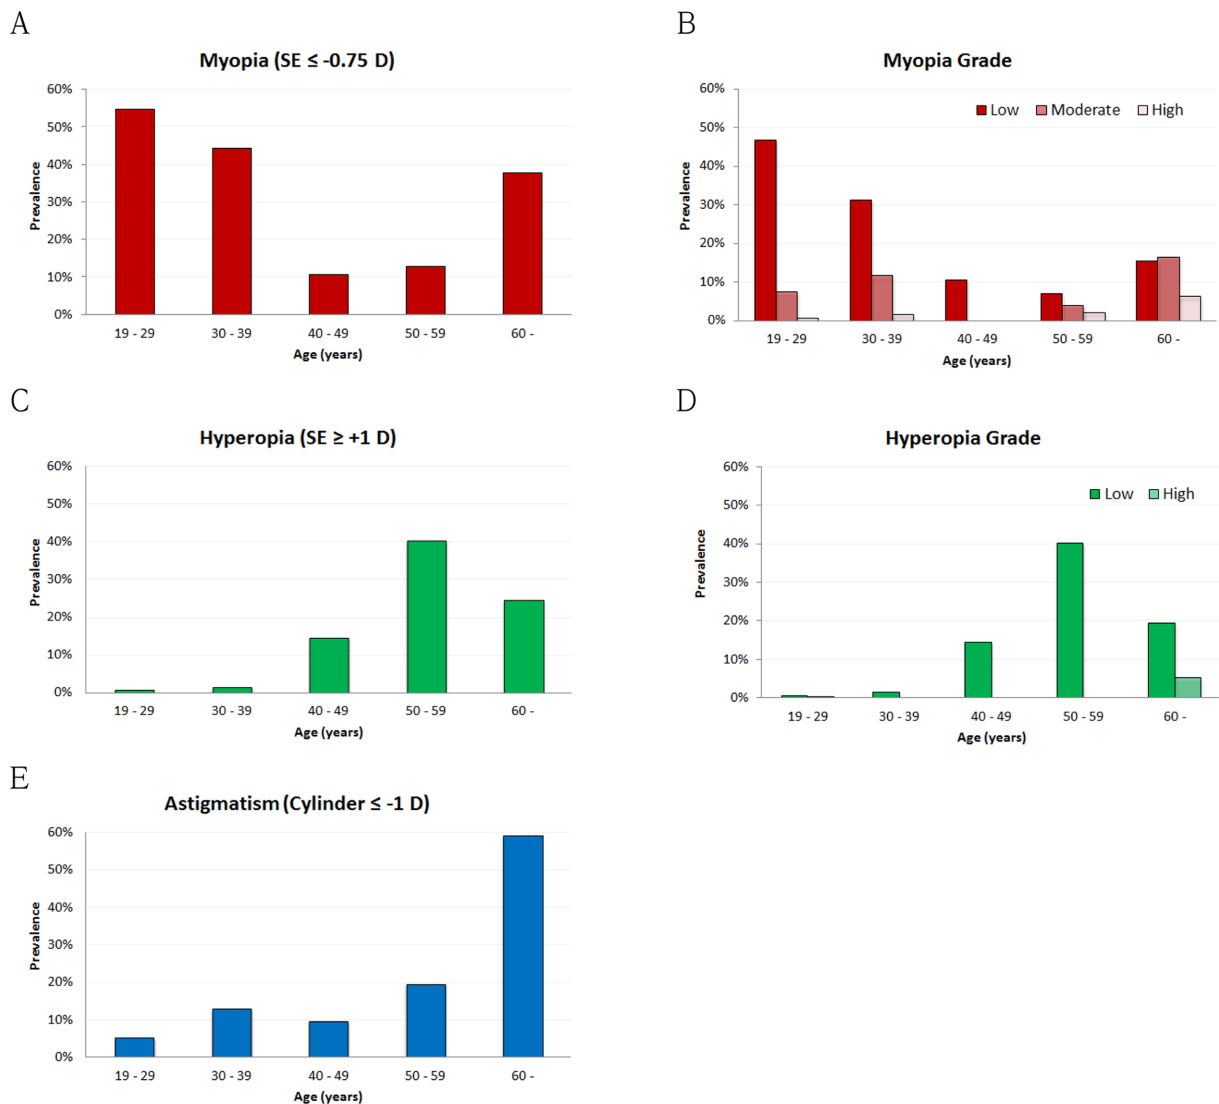 A
Myopia (SE ≤ -0.75 D)
60%
50%
40%
30%
20%
10%
0%
Prevalence
19 - 29 30 - 39 40 - 49 50 - 59 60 -
Age (years)
B
Myopia Grade
Low Moderate High
60%
50%
40%
30%
20%
10%
0%
Prevalence
19 - 29 30 - 39 40 - 49 50 - 59 60 -
Age (years)
C
Hyperopia (SE ≥ +1 D)
60%
50%
40%
30%
20%
10%
0%
Prevalence
19 - 29 30 - 39 40 - 49 50 - 59 60 -
Age (years)
D
Hyperopia Grade
Low High
60%
50%
40%
30%
20%
10%
0%
Prevalence
19 - 29 30 - 39 40 - 49 50 - 59 60 -
Age (years)
E
Astigmatism (Cylinder ≤ -1 D)
60%
50%
40%
30%
20%
10%
0%
Prevalence
19 - 29 30 - 39 40 - 49 50 - 59 60 -
Age (years)